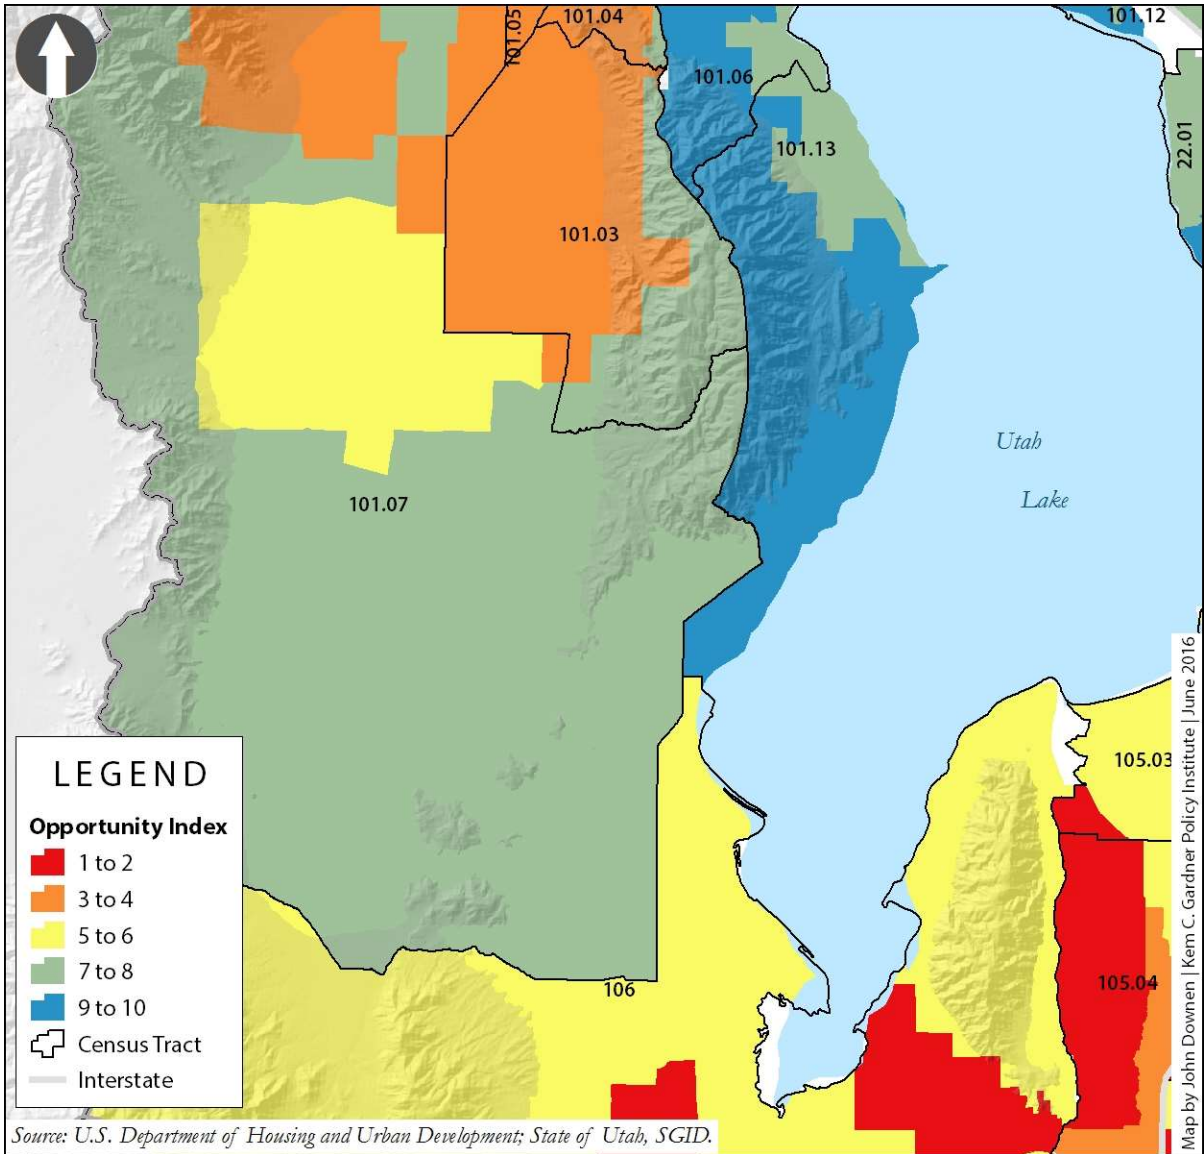 101.05
101.04
101.12
101.06
101.13
22.01
101.03
Utah
Lake
101.07
LEGEND
Opportunity Index
1 to 2
3 to 4
5 to 6
7 to 8
9 to 10
Census Tract
Interstate
105.03
105.04
106
Source: U.S. Department of Housing and Urban Development; State of Utah, SGID.
Map by John Downen | Kem C. Gardner Policy Institute | June 2016